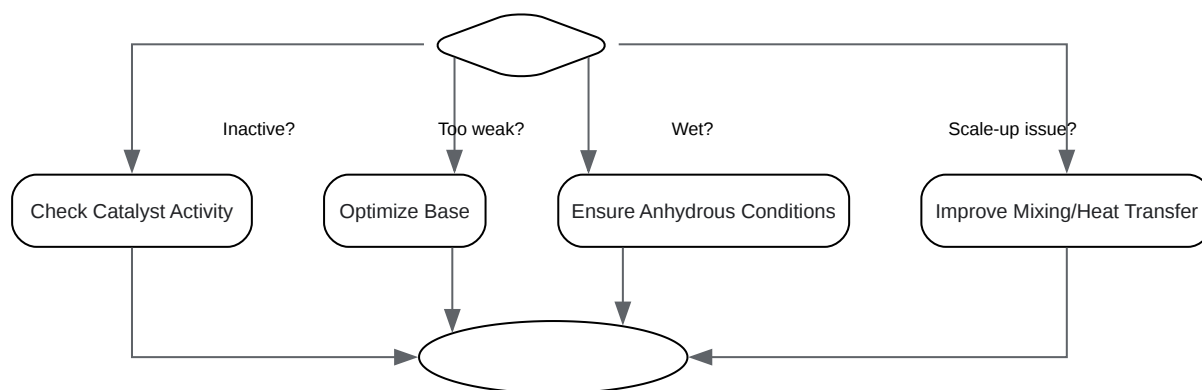 Inactive?
Too weak?
Wet?
Scale-up issue?
Check Catalyst Activity
Optimize Base
Ensure Anhydrous Conditions
Improve Mixing/Heat Transfer